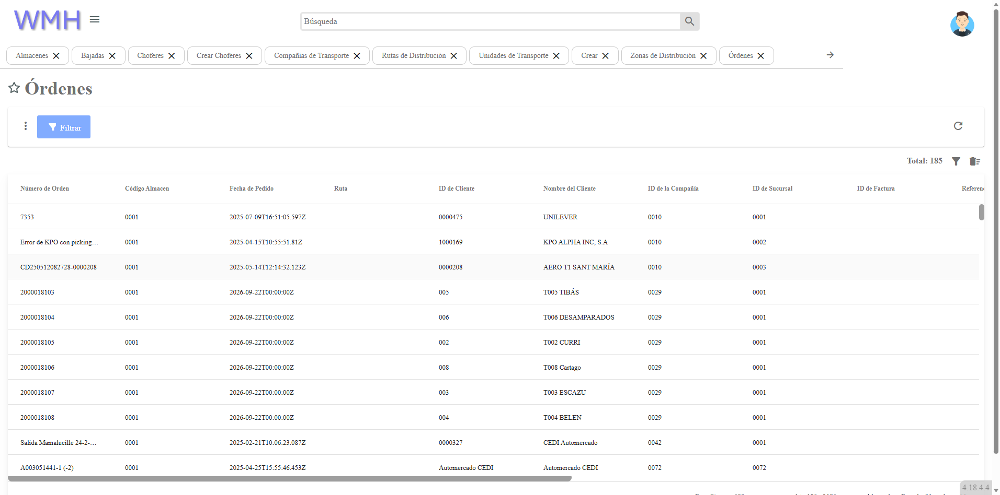 WMH
Búsqueda
Almacenes Bajadas Choferes Crear Choferes Compañías de Transporte Rutas de Distribución Unidades de Transporte Crear Zonas de Distribución Órdenes
Órdenes
Filtrar
Total: 185
Número de Orden Código Almacen Fecha de Pedido Ruta ID de Cliente Nombre del Cliente ID de la Compañía ID de Sucursal ID de Factura
7353 0001 2025-07-09T16:51:05.597Z 0000475 UNILEVER 0010 0001
Error de KPO con picking... 0001 2025-04-15T10:55:51.81Z 1000169 KPO ALPHA INC, S.A 0010 0002
CD250512082728-0000208 0001 2025-05-14T12:14:32.123Z 0000208 AERO T1 SANT MARÍA 0010 0003
2000018103 0001 2026-09-22T00:00:00Z 005 T005 TIBÁS 0029 0001
2000018104 0001 2026-09-22T00:00:00Z 006 T006 DESAMPARADOS 0029 0001
2000018105 0001 2026-09-22T00:00:00Z 002 T002 CURRI 0029 0001
2000018106 0001 2026-09-22T00:00:00Z 008 T008 Cartago 0029 0001
2000018107 0001 2026-09-22T00:00:00Z 003 T003 ESCAZU 0029 0001
2000018108 0001 2026-09-22T00:00:00Z 004 T004 BELEN 0029 0001
Salida Mamalucille 24-2-... 0001 2025-02-21T10:06:23.087Z 0000327 CEDI Automercado 0042 0001
A003051441-1 (-2) 0001 2025-04-25T15:55:46.453Z Automercado CEDI Automercado CEDI 0072 0072
4.18.4.4